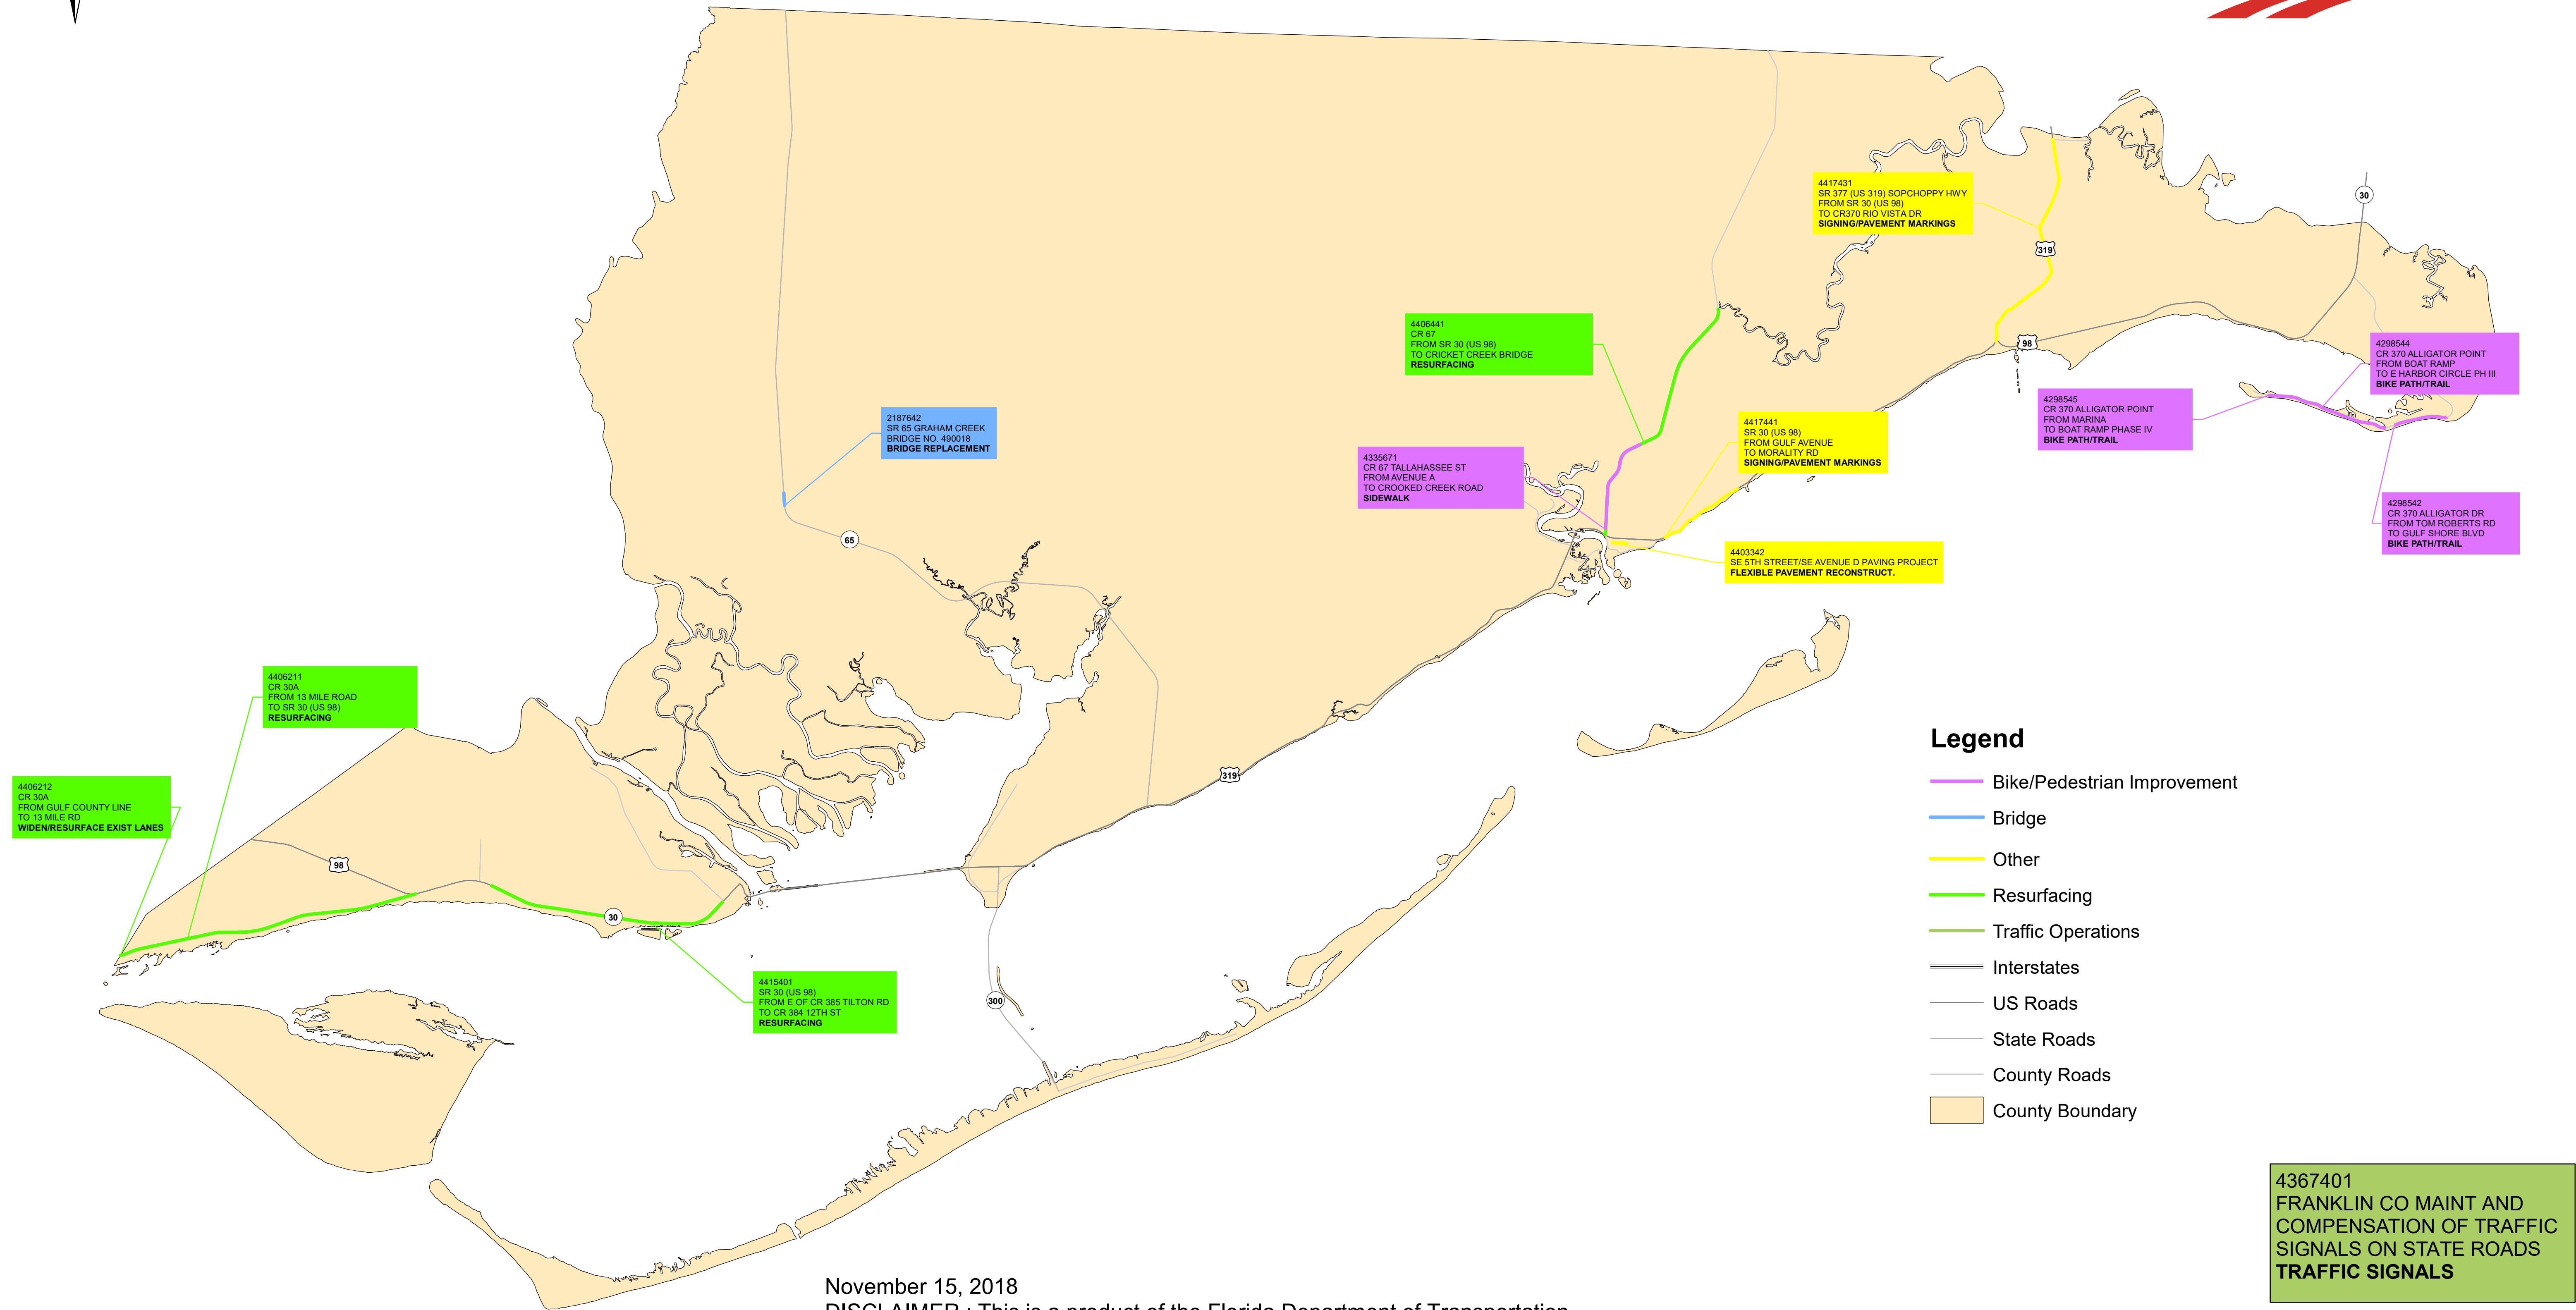 4417431
SR 377 (US 319) SOPCHOPPY HWY
FROM SR 30 (US 98)
TO CR370 RIO VISTA DR
SIGNING/PAVEMENT MARKINGS
30
319
4406441
CR 67
FROM SR 30 (US 98)
TO CRICKET CREEK BRIDGE
RESURFACING
98
4298544
CR 370 ALLIGATOR POINT
FROM BOAT RAMP
TO E HARBOR CIRCLE PH III
BIKE PATH/TRAIL
4298545
CR 370 ALLIGATOR POINT
FROM MARINA
TO BOAT RAMP PHASE IV
BIKE PATH/TRAIL
2187642
SR 65 GRAHAM CREEK
BRIDGE NO. 490018
BRIDGE REPLACEMENT
4417441
SR 30 (US 98)
FROM GULF AVENUE
TO MORALITY RD
SIGNING/PAVEMENT MARKINGS
4335671
CR 67 TALLAHASSEE ST
FROM AVENUE A
TO CROOKED CREEK ROAD
SIDEWALK
4298542
CR 370 ALLIGATOR DR
FROM TOM ROBERTS RD
TO GULF SHORE BLVD
BIKE PATH/TRAIL
65
4403342
SE 5TH STREET/SE AVENUE D PAVING PROJECT
FLEXIBLE PAVEMENT RECONSTRUCT.
4406211
CR 30A
FROM 13 MILE ROAD
TO SR 30 (US 98)
RESURFACING
319
4406212
CR 30A
FROM GULF COUNTY LINE
TO 13 MILE RD
WIDEN/RESURFACE EXIST LANES
98
30
4415401
SR 30 (US 98)
FROM E OF CR 385 TILTON RD
TO CR 384 12TH ST
RESURFACING
300
Legend
Bike/Pedestrian Improvement
Bridge
Other
Resurfacing
Traffic Operations
Interstates
US Roads
State Roads
County Roads
County Boundary
4367401
FRANKLIN CO MAINT AND
COMPENSATION OF TRAFFIC
SIGNALS ON STATE ROADS
TRAFFIC SIGNALS
November 15, 2018
DISCLAIMER : This is a product of the Florida Department of Transportation